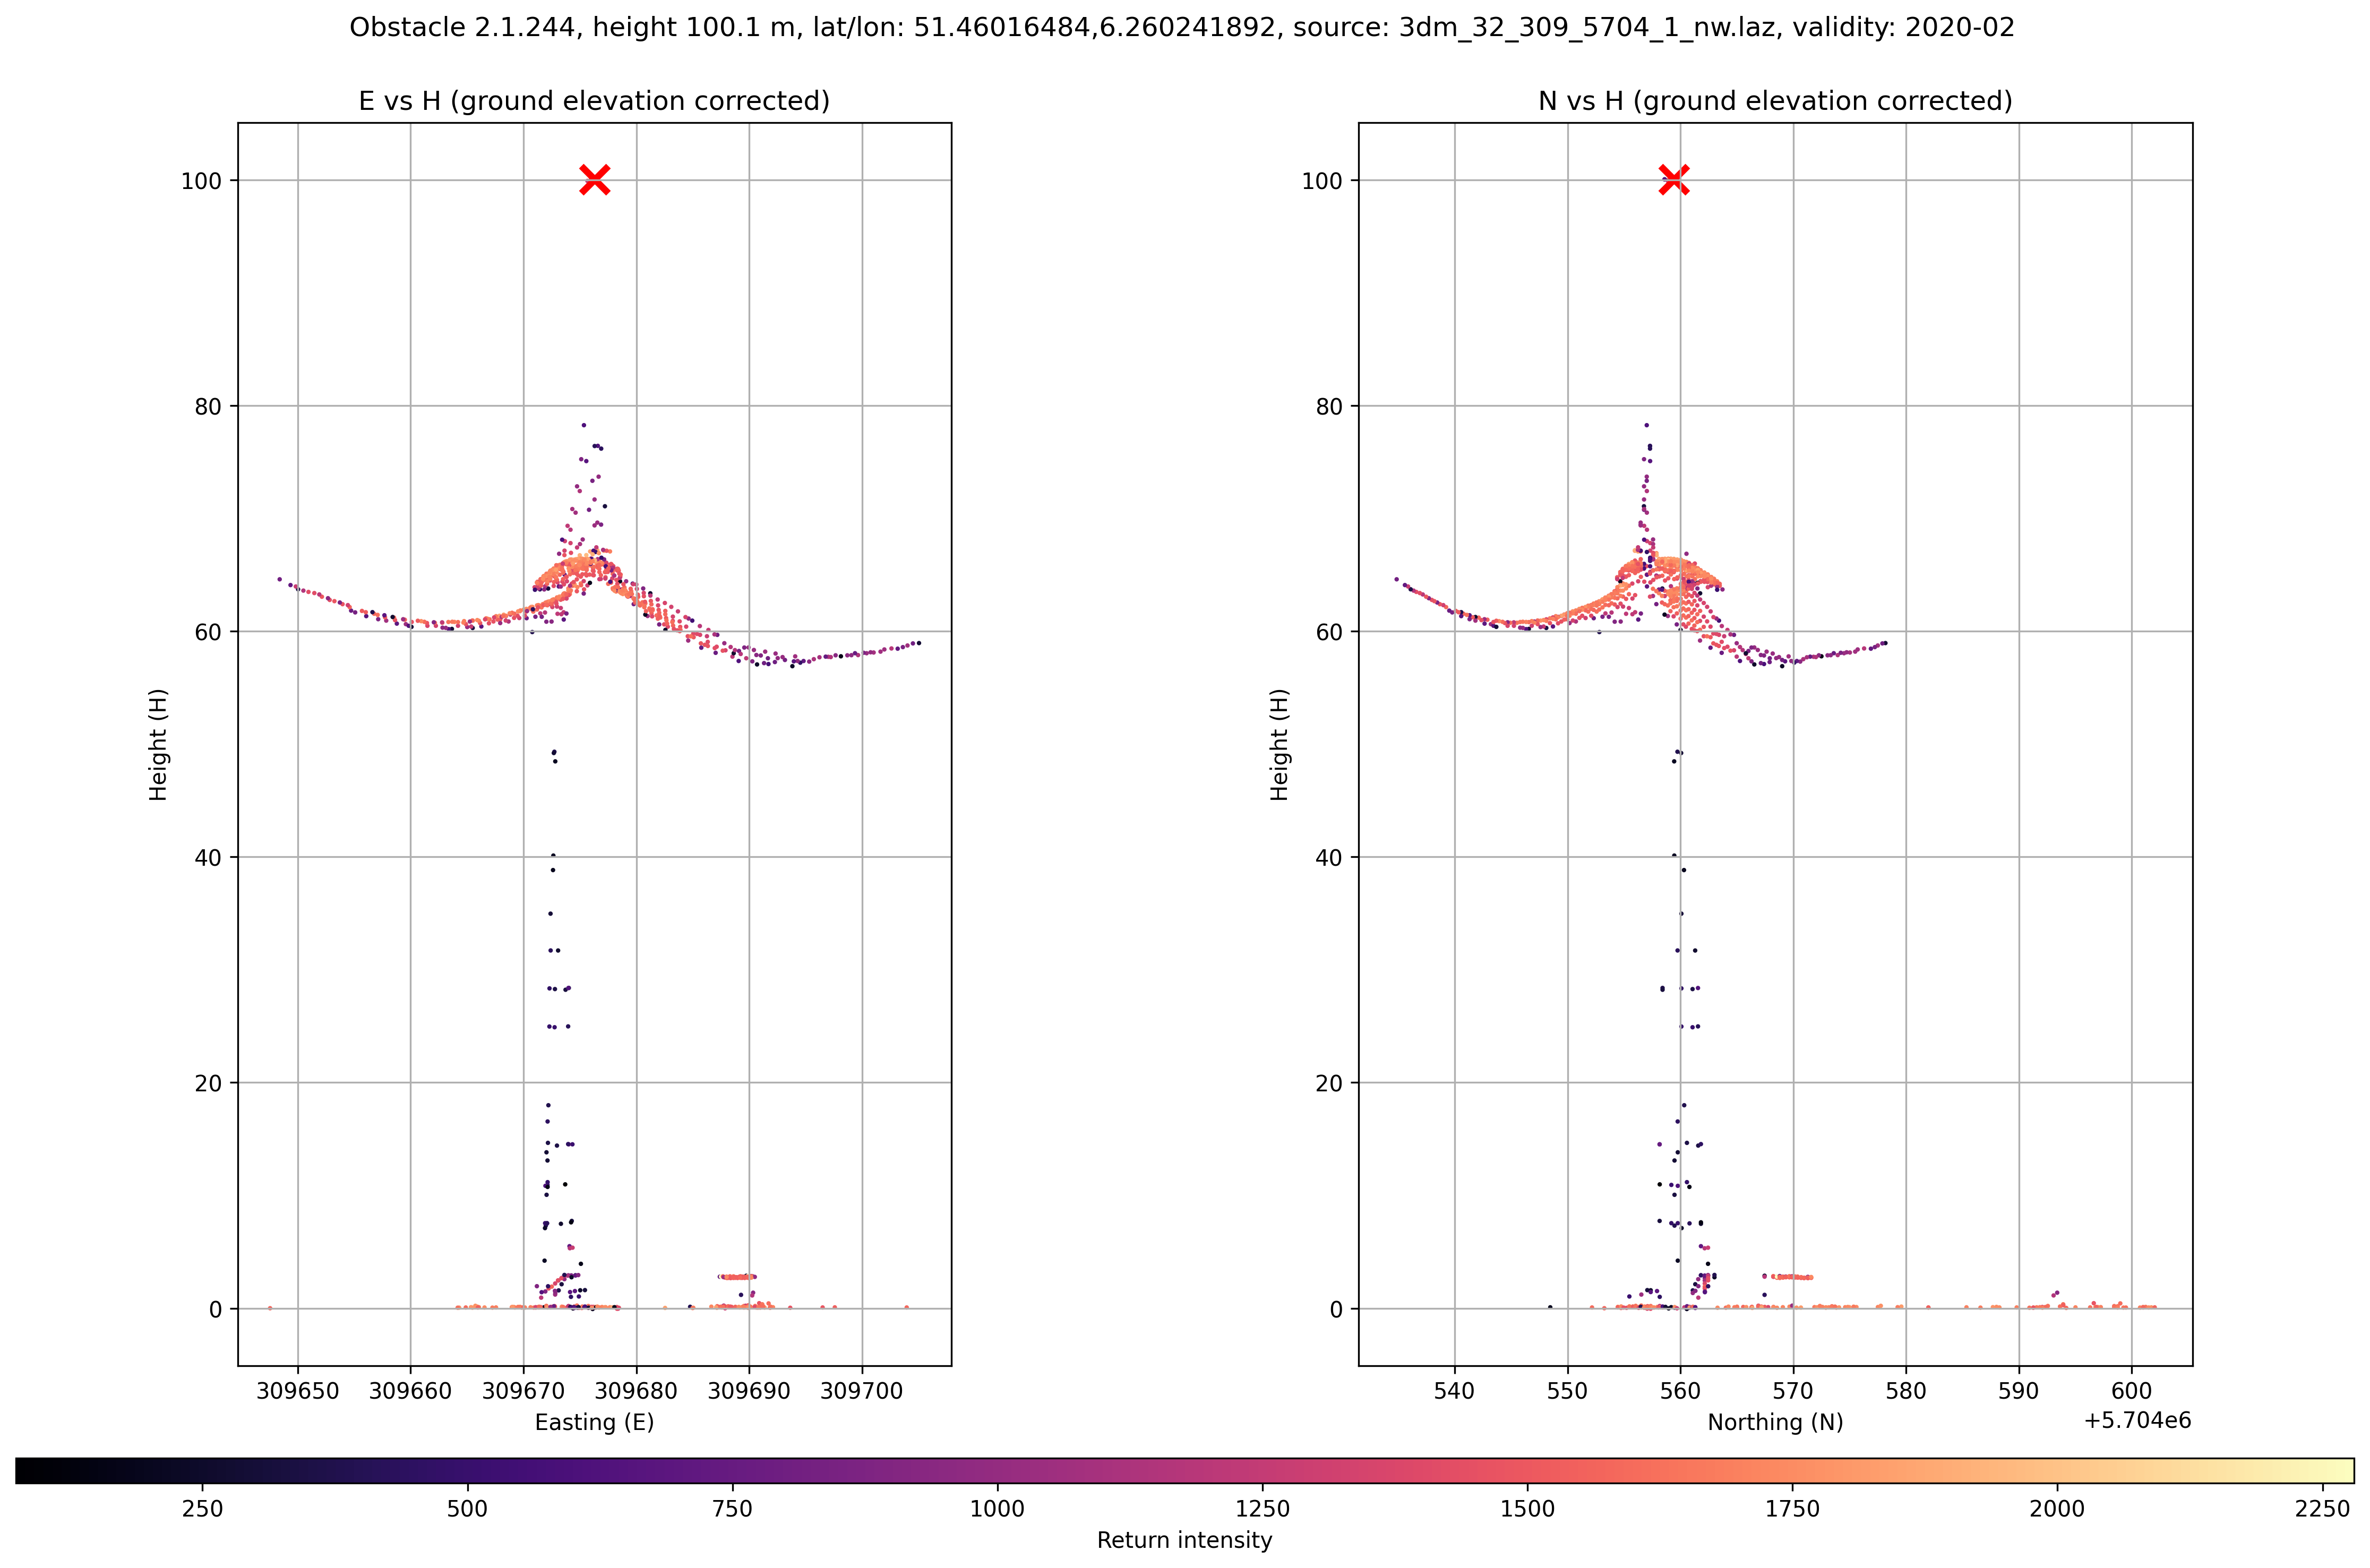 Obstacle 2.1.244, height 100.1 m, lat/lon: 51.46016484,6.260241892, source: 3dm_32_309_5704_1_nw.laz, validity: 2020-02
E vs H (ground elevation corrected)
N vs H (ground elevation corrected)
100
80
60
40
20
0
Height (H)
309650 309660 309670 309680 309690 309700
Easting (E)
100
80
60
40
20
0
Height (H)
540 550 560 570 580 590 600
+5.704e6
Northing (N)
250 500 750 1000 1250 1500 1750 2000 2250
Return intensity